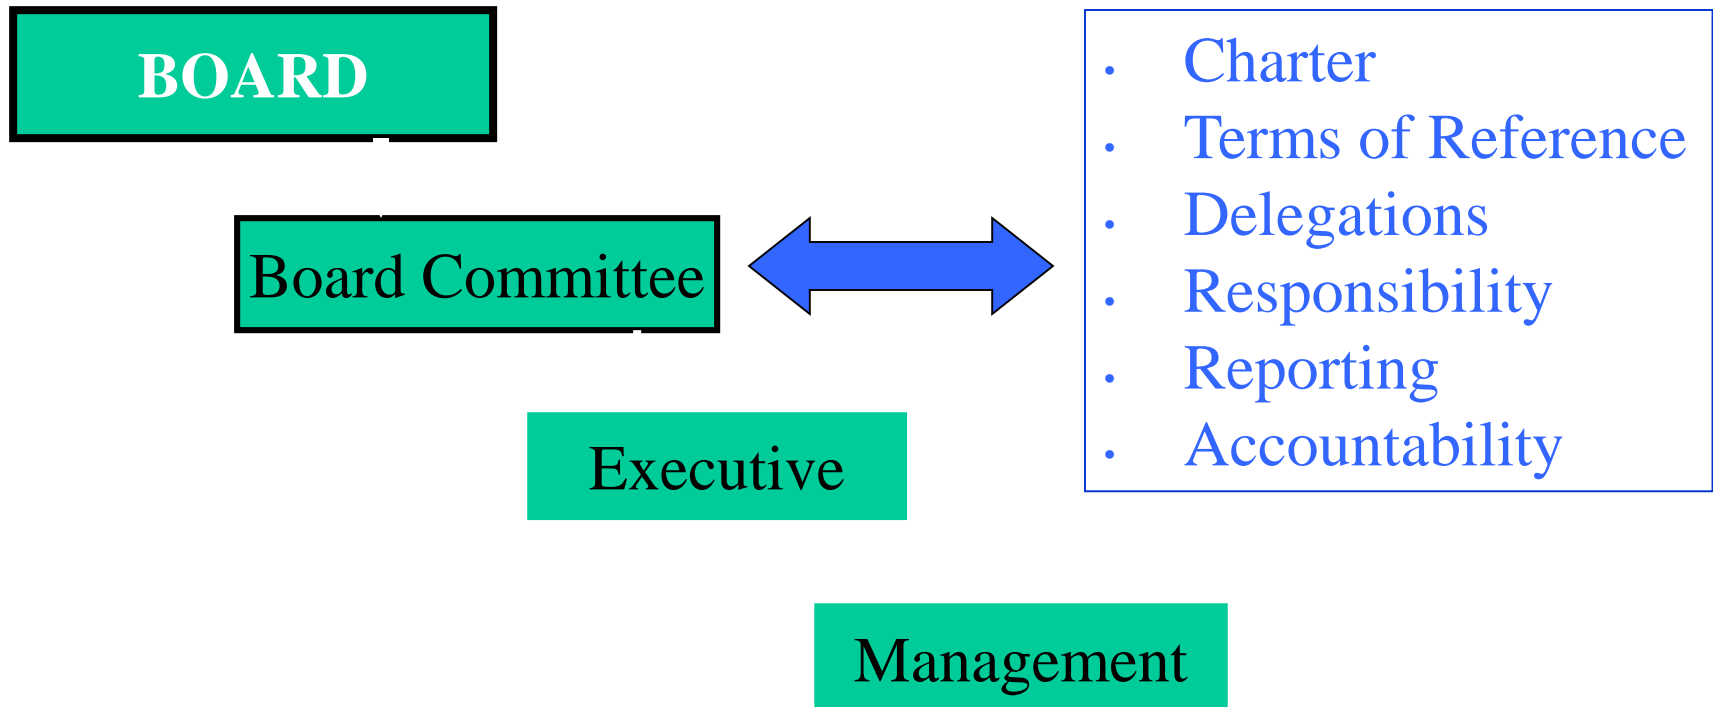 BOARD
Board Committee
Executive
Management
• Charter
• Terms of Reference
• Delegations
• Responsibility
• Reporting
• Accountability